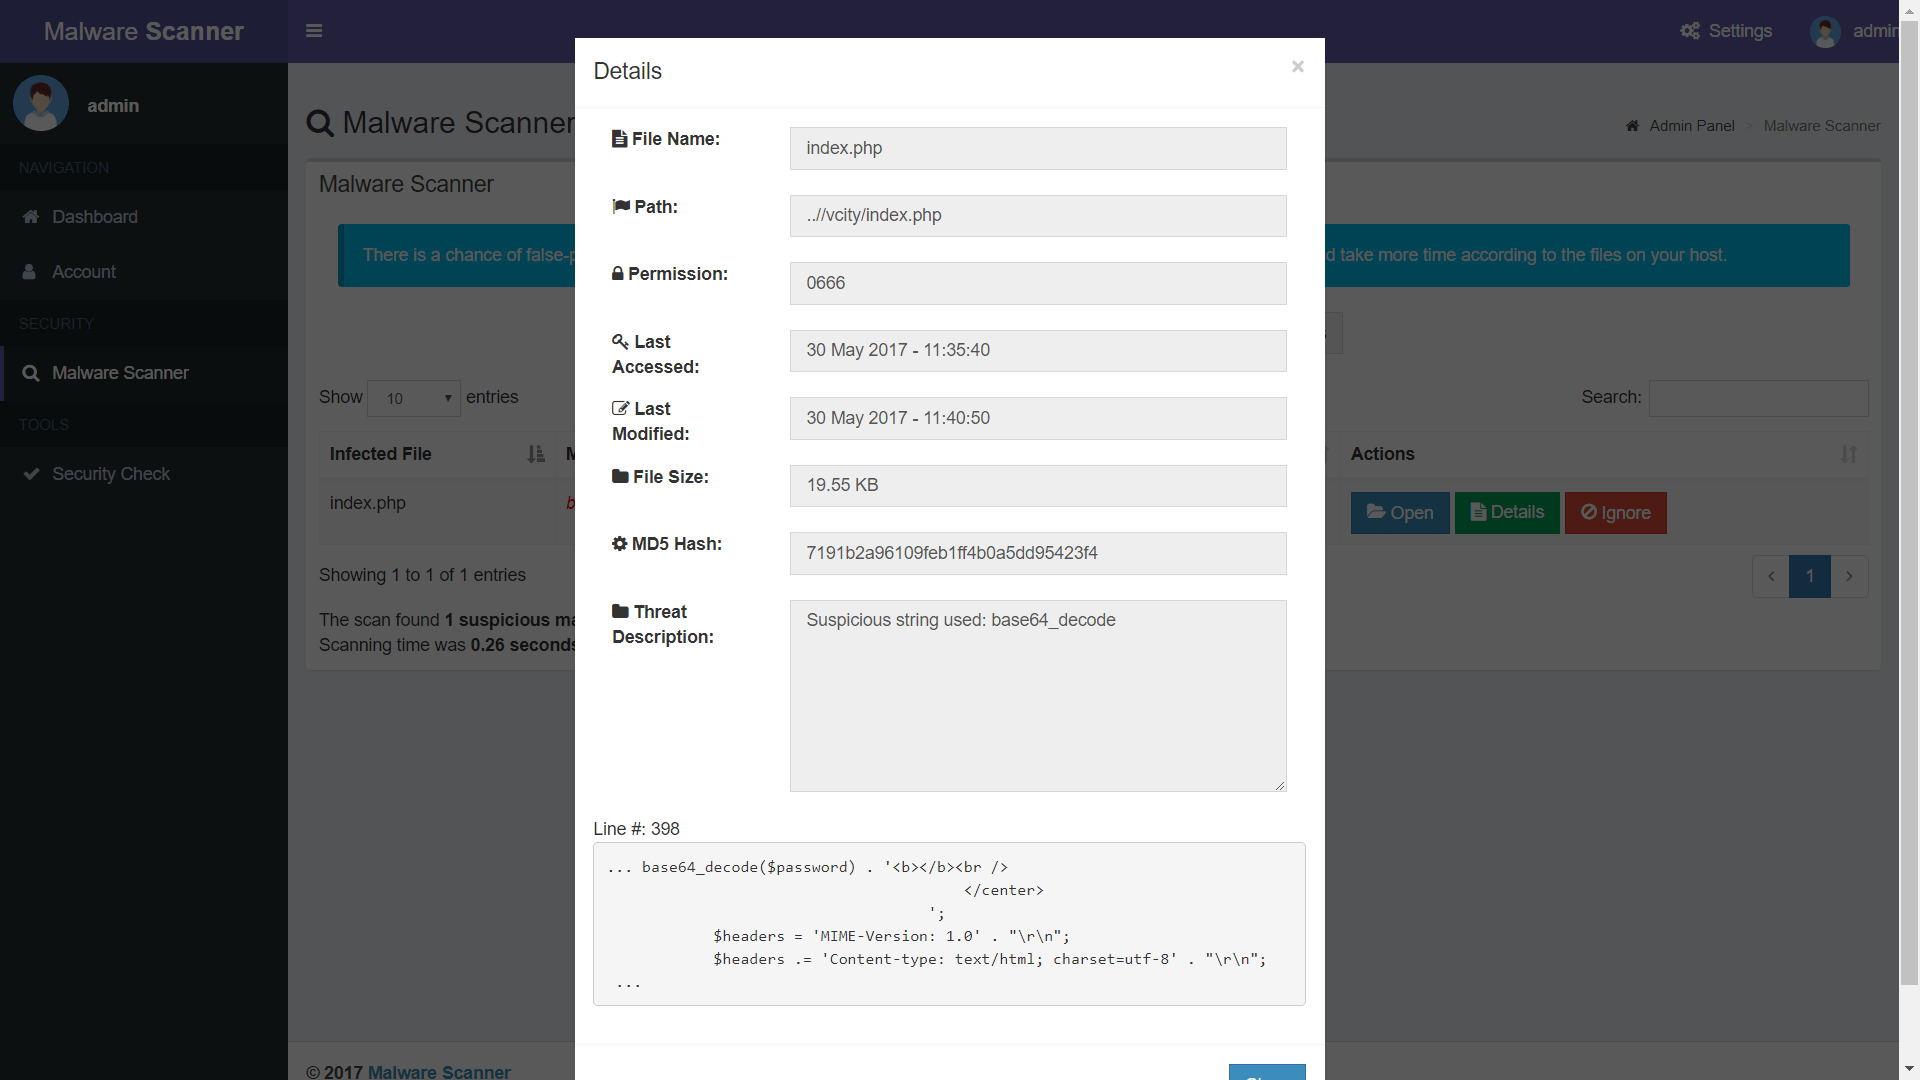 Malware Scanner
Settings
admin
admin
NAVIGATION
Dashboard
Account
SECURITY
Malware Scanner
TOOLS
Security Check
Malware Scanner
Admin Panel > Malware Scanner
Malware Scanner
There is a chance of false-
take more time according to the files on your host.
Show 10 entries
Search:
Infected File
Actions
index.php
Open
Details
Ignore
Showing 1 to 1 of 1 entries
< 1 >
The scan found 1 suspicious
Scanning time was 0.26 seconds
© 2017 Malware Scanner
Details ×
File Name: index.php
Path: ..//vcity/index.php
Permission: 0666
Last Accessed: 30 May 2017 - 11:35:40
Last Modified: 30 May 2017 - 11:40:50
File Size: 19.55 KB
MD5 Hash: 7191b2a96109feb1ff4b0a5dd95423f4
Threat Description: Suspicious string used: base64_decode
Line #: 398
... base64_decode($password) . '<b></b><br />
</center>
';
$headers = 'MIME-Version: 1.0' . "\r\n";
$headers .= 'Content-type: text/html; charset=utf-8' . "\r\n";
...